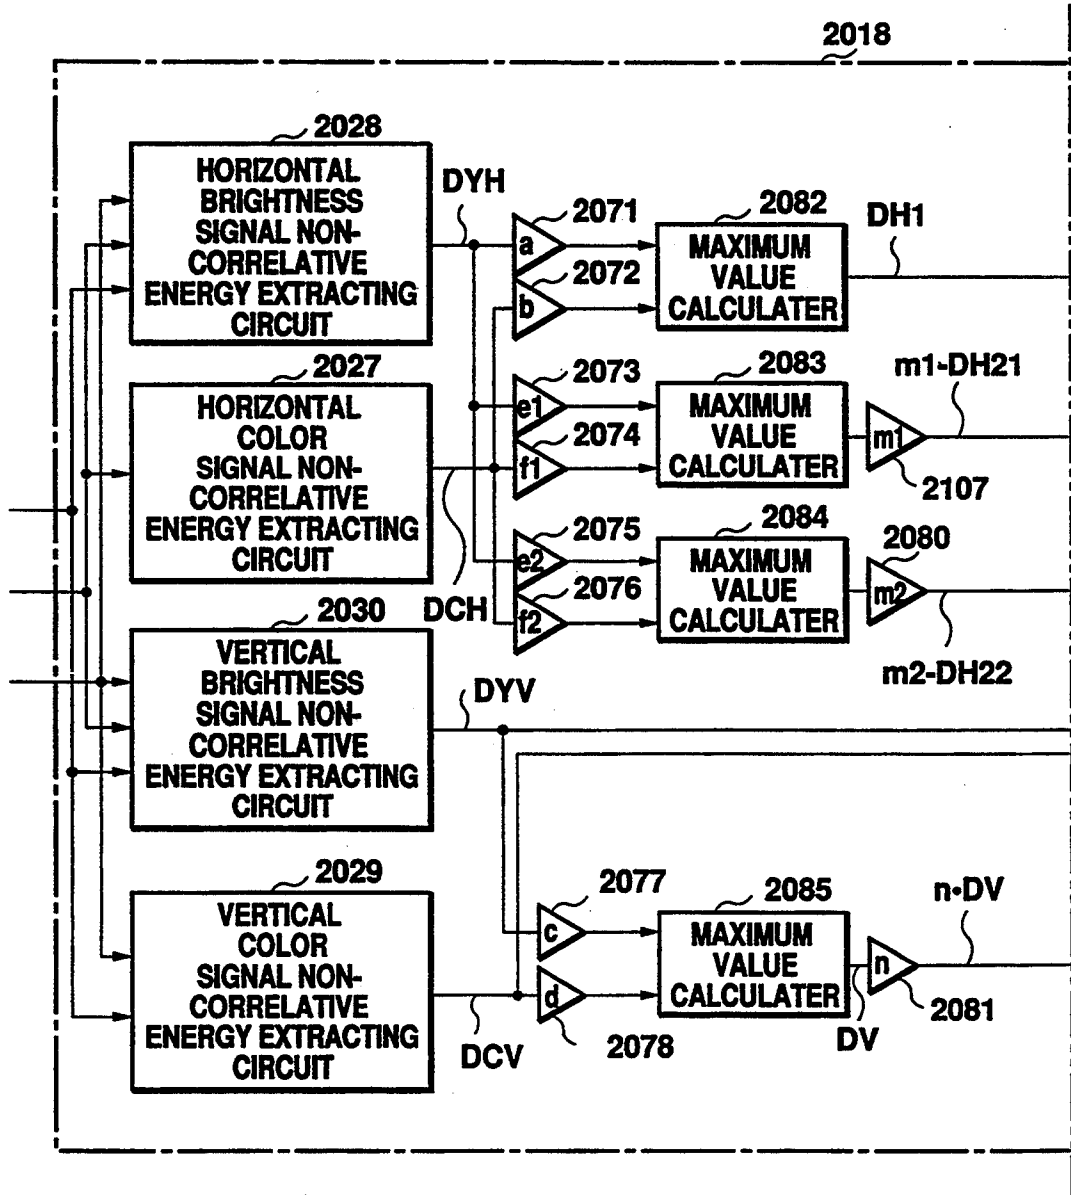 2018
2028
HORIZONTAL
BRIGHTNESS
SIGNAL NON-
CORRELATIVE
ENERGY EXTRACTING
CIRCUIT
DYH
2071
a
2072
b
2082
MAXIMUM
VALUE
CALCULATER
DH1
2027
HORIZONTAL
COLOR
SIGNAL NON-
CORRELATIVE
ENERGY EXTRACTING
CIRCUIT
DCH
2073
e1
2074
f1
2083
MAXIMUM
VALUE
CALCULATER
m1-DH21
m1
2107
2075
e2
2076
f2
2084
MAXIMUM
VALUE
CALCULATER
2080
m2
m2-DH22
2030
VERTICAL
BRIGHTNESS
SIGNAL NON-
CORRELATIVE
ENERGY EXTRACTING
CIRCUIT
DYV
2029
VERTICAL
COLOR
SIGNAL NON-
CORRELATIVE
ENERGY EXTRACTING
CIRCUIT
DCV
2077
c
d
2078
2085
MAXIMUM
VALUE
CALCULATER
DV
n•DV
n
2081